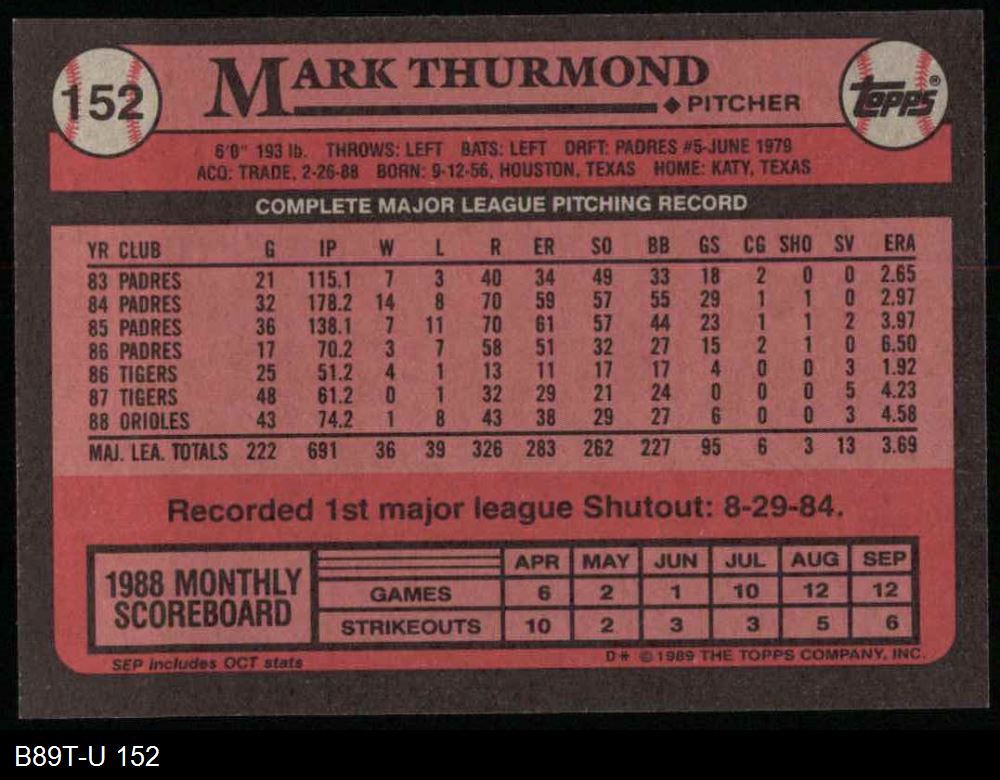 152
MARK THURMOND
PITCHER
TOPPS®
6'0" 193 lb. THROWS: LEFT BATS: LEFT DRFT: PADRES #5-JUNE 1979
ACQ: TRADE, 2-26-88 BORN: 9-12-56, HOUSTON, TEXAS HOME: KATY, TEXAS
COMPLETE MAJOR LEAGUE PITCHING RECORD
YR CLUB G IP W L R ER SO BB GS CG SHO SV ERA
83 PADRES 21 115.1 7 3 40 34 49 33 18 2 0 0 2.65
84 PADRES 32 178.2 14 8 70 59 57 55 29 1 1 0 2.97
85 PADRES 36 138.1 7 11 70 61 57 44 23 1 1 2 3.97
86 PADRES 17 70.2 3 7 58 51 32 27 15 2 1 0 6.50
86 TIGERS 25 51.2 4 1 13 11 17 17 4 0 0 3 1.92
87 TIGERS 48 61.2 0 1 32 29 21 24 0 0 0 5 4.23
88 ORIOLES 43 74.2 1 8 43 38 29 27 6 0 0 3 4.58
MAJ. LEA. TOTALS 222 691 36 39 326 283 262 227 95 6 3 13 3.69
Recorded 1st major league Shutout: 8-29-84.
1988 MONTHLY SCOREBOARD
APR MAY JUN JUL AUG SEP
GAMES 6 2 1 10 12 12
STRIKEOUTS 10 2 3 3 5 6
SEP includes OCT stats
D* © 1989 THE TOPPS COMPANY, INC.
B89T-U 152